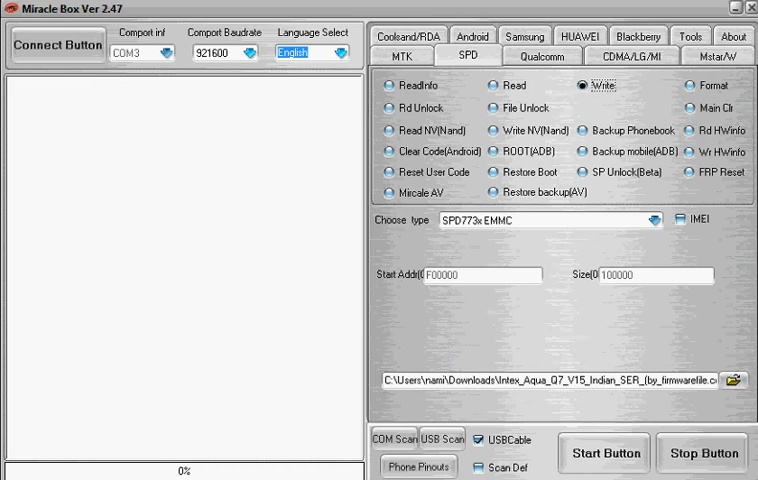 Miracle Box Ver 2.47
Connect Button
Comport inf
Comport Baudrate
Language Select
COM3
921600
English
Coolsand/RDA
Android
Samsung
HUAWEI
Blackberry
Tools
About
MTK
SPD
Qualcomm
CDMA/LG/MI
Mstar/W
ReadInfo
Read
Write
Format
Rd Unlock
File Unlock
Main Clr
Read NV(Nand)
Write NV(Nand)
Backup Phonebook
Rd HWinfo
Clear Code(Android)
ROOT(ADB)
Backup mobile(ADB)
Wr HWinfo
Reset User Code
Restore Boot
SP Unlock(Beta)
FRP Reset
Mircale AV
Restore backup(AV)
Choose type
SPD773x EMMC
IMEI
Start Addr(
F00000
Size(0
100000
C:\Users\nami\Downloads\Intex_Aqua_Q7_V15_Indian_SER_(by_firmwarefile.c
COM Scan
USB Scan
USBCable
Start Button
Stop Button
Phone Pinouts
Scan Def
0%